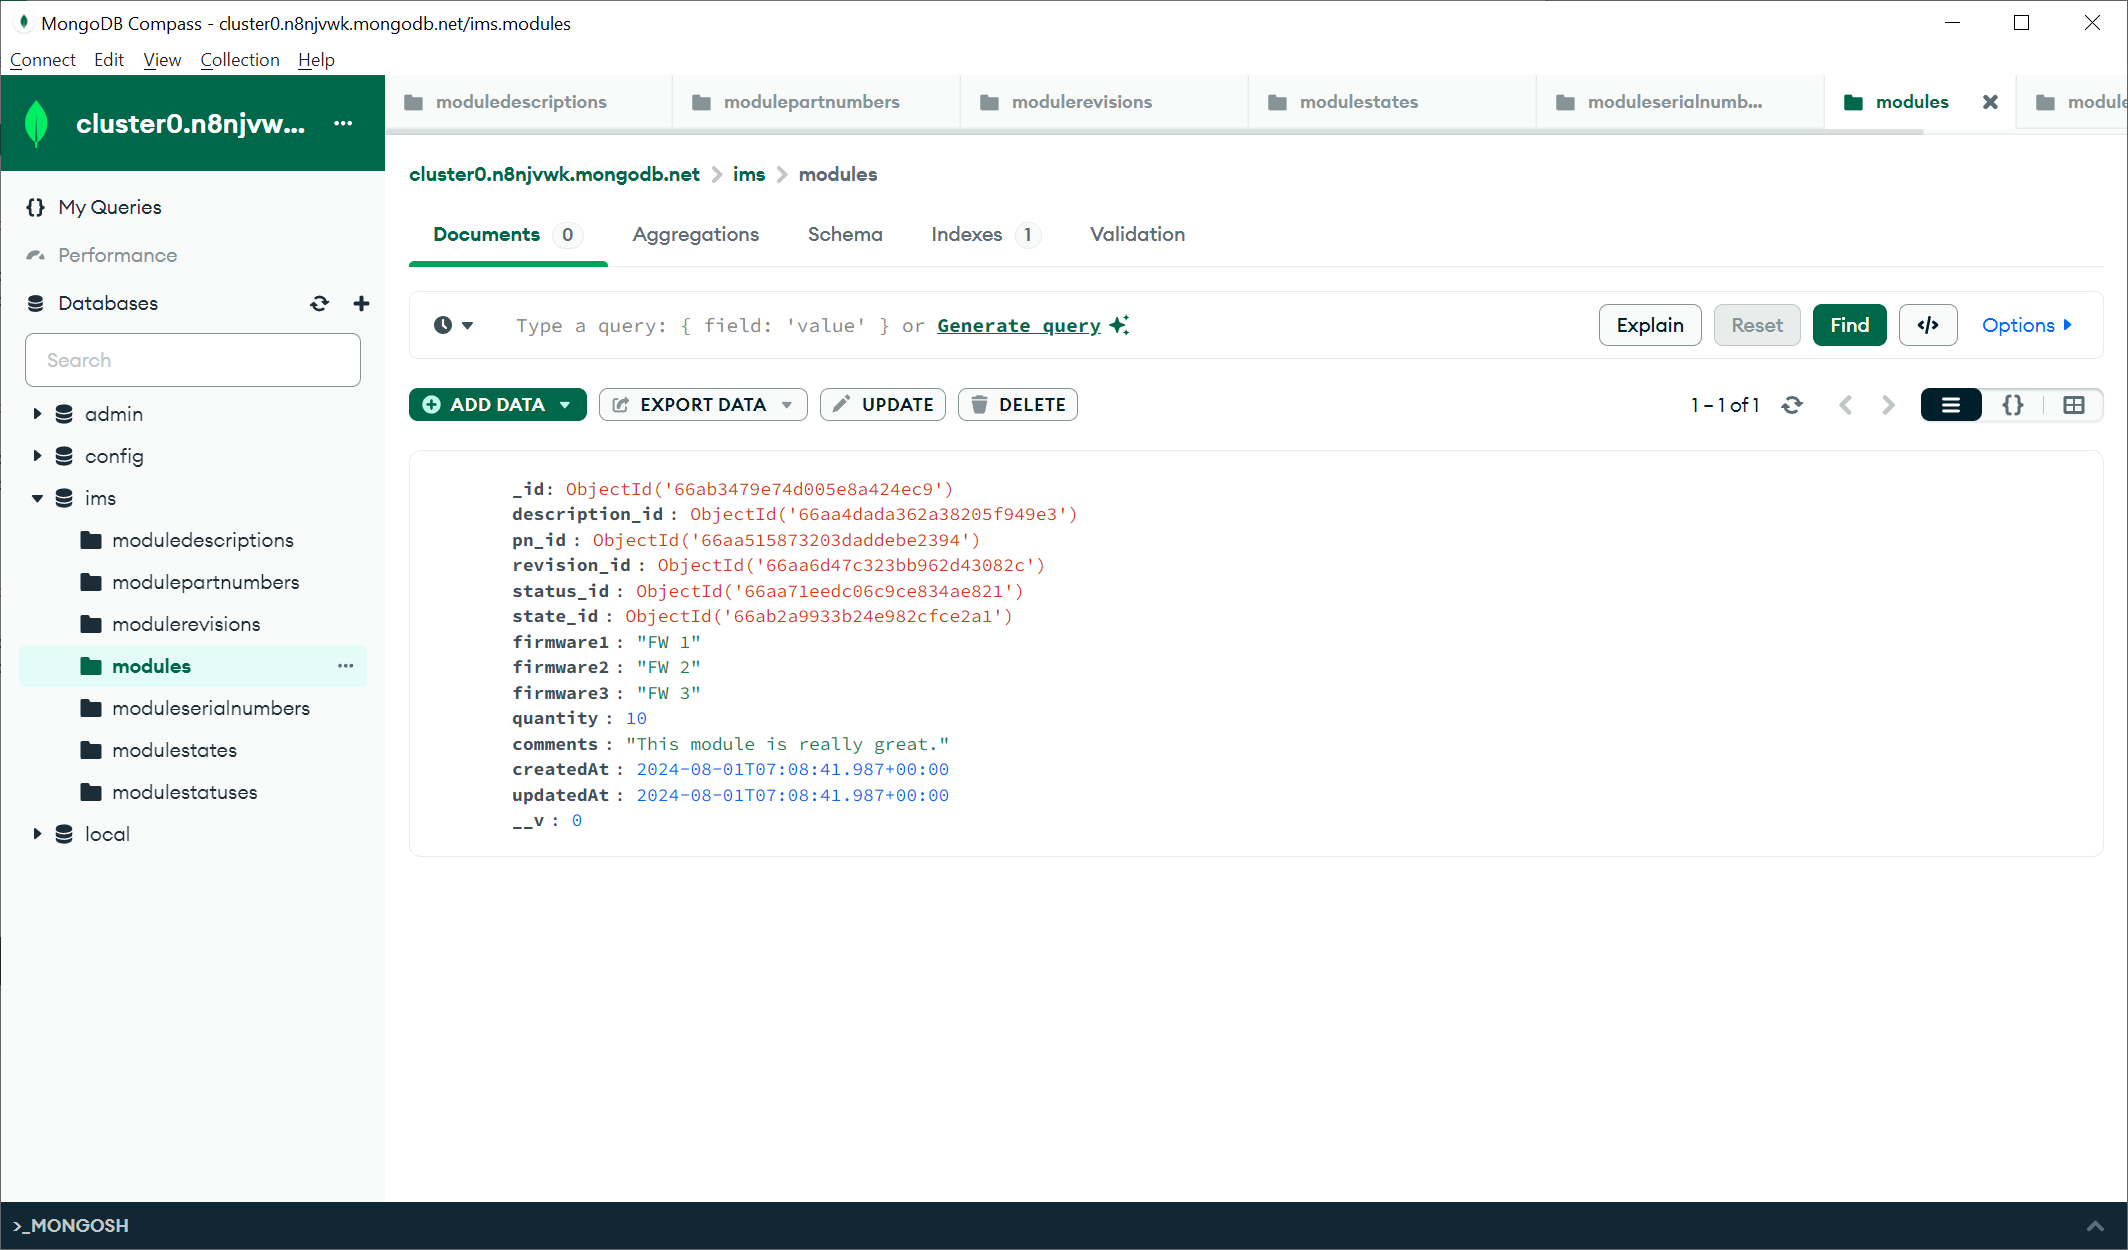 MongoDB Compass - cluster0.n8njvwk.mongodb.net/ims.modules
Connect Edit View Collection Help
cluster0.n8njvw... ...
moduledescriptions modulepartnumbers modulerevisions modulestates moduleserialnumb... modules
My Queries
Performance
Databases
Search
admin
config
ims
moduledescriptions
modulepartnumbers
modulerevisions
modules ...
moduleserialnumbers
modulestates
modulestatuses
local
cluster0.n8njvwk.mongodb.net > ims > modules
Documents 0 Aggregations Schema Indexes 1 Validation
Type a query: { field: 'value' } or Generate query Explain Reset Find </> Options
ADD DATA EXPORT DATA UPDATE DELETE 1 – 1 of 1 {}
_id: ObjectId('66ab3479e74d005e8a424ec9')
description_id : ObjectId('66aa4dada362a38205f949e3')
pn_id : ObjectId('66aa515873203daddebe2394')
revision_id : ObjectId('66aa6d47c323bb962d43082c')
status_id : ObjectId('66aa71eedc06c9ce834ae821')
state_id : ObjectId('66ab2a9933b24e982cfce2a1')
firmware1 : "FW 1"
firmware2 : "FW 2"
firmware3 : "FW 3"
quantity : 10
comments : "This module is really great."
createdAt : 2024-08-01T07:08:41.987+00:00
updatedAt : 2024-08-01T07:08:41.987+00:00
__v : 0
>_MONGOSH